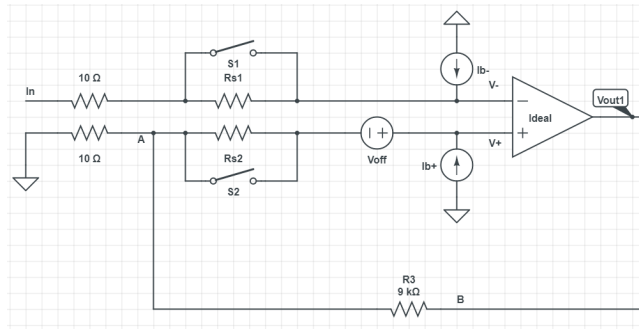 S1
10 Ω
Rs1
In
Ib-
V-
Vout1
Ideal
−
+
A
10 Ω
Rs2
S2
Voff
V+
Ib+
R3
9 kΩ
B